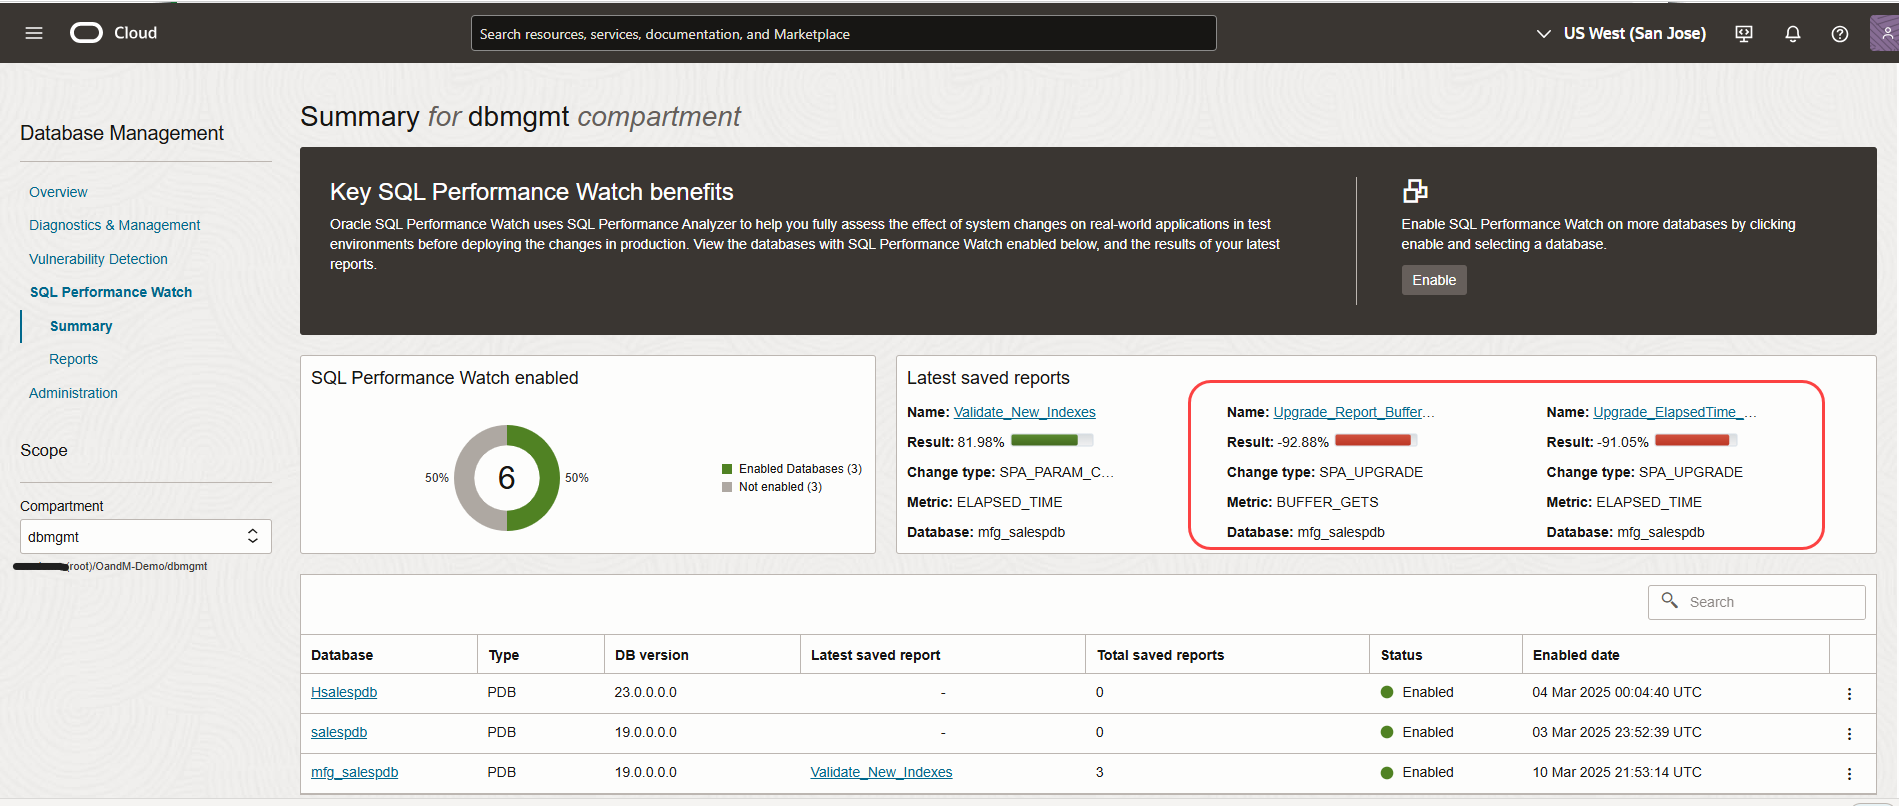 Cloud
Search resources, services, documentation, and Marketplace
US West (San Jose)
Database Management
Overview
Diagnostics & Management
Vulnerability Detection
SQL Performance Watch
Summary
Reports
Administration
Scope
Compartment
dbmgmt
(root)/OandM-Demo/dbmgmt
Summary for dbmgmt compartment
Key SQL Performance Watch benefits
Oracle SQL Performance Watch uses SQL Performance Analyzer to help you fully assess the effect of system changes on real-world applications in test
environments before deploying the changes in production. View the databases with SQL Performance Watch enabled below, and the results of your latest
reports.
Enable SQL Performance Watch on more databases by clicking
enable and selecting a database.
Enable
SQL Performance Watch enabled
50%
6
50%
Enabled Databases (3)
Not enabled (3)
Latest saved reports
Name: Validate_New_Indexes
Result: 81.98%
Change type: SPA_PARAM_C...
Metric: ELAPSED_TIME
Database: mfg_salespdb
Name: Upgrade_Report_Buffer...
Result: -92.88%
Change type: SPA_UPGRADE
Metric: BUFFER_GETS
Database: mfg_salespdb
Name: Upgrade_ElapsedTime_...
Result: -91.05%
Change type: SPA_UPGRADE
Metric: ELAPSED_TIME
Database: mfg_salespdb
Search
Database Type DB version Latest saved report Total saved reports Status Enabled date
Hsalespdb PDB 23.0.0.0.0 - 0 Enabled 04 Mar 2025 00:04:40 UTC
salespdb PDB 19.0.0.0.0 - 0 Enabled 03 Mar 2025 23:52:39 UTC
mfg_salespdb PDB 19.0.0.0.0 Validate_New_Indexes 3 Enabled 10 Mar 2025 21:53:14 UTC